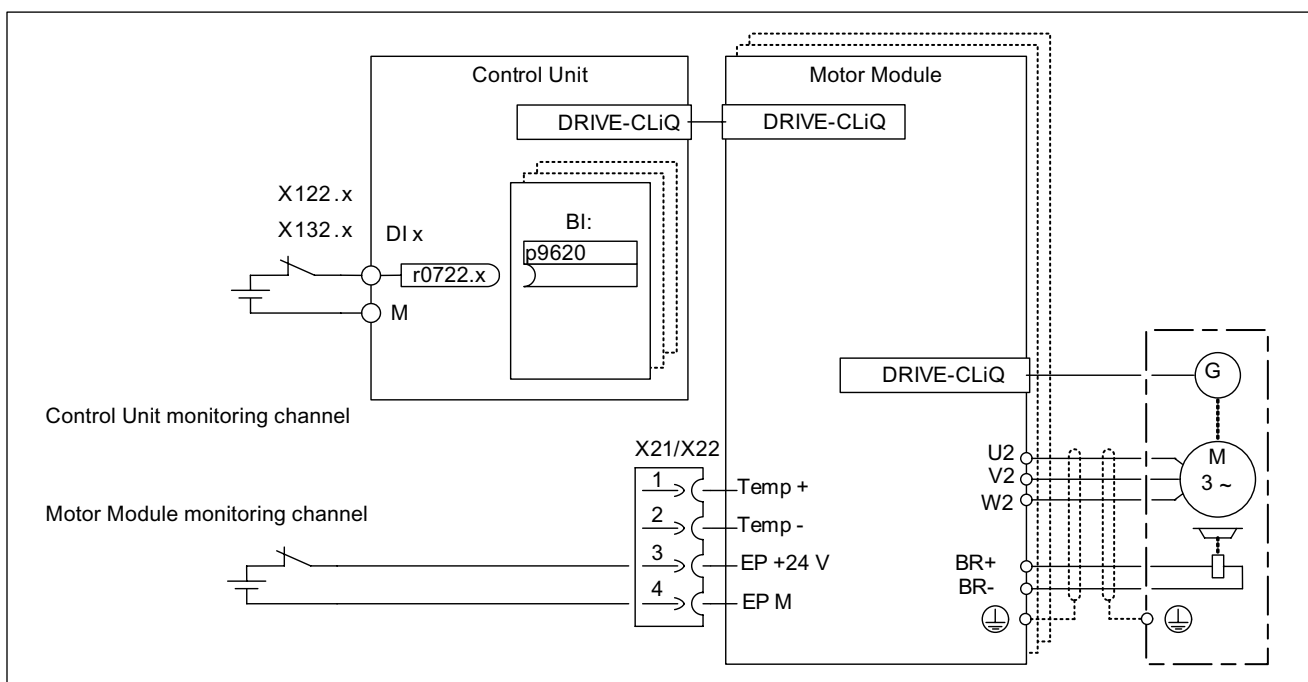 Control Unit
Motor Module
DRIVE-CLiQ
DRIVE-CLiQ
X122.x
X132.x
DI x
BI:
p9620
r0722.x
M
DRIVE-CLiQ
G
Control Unit monitoring channel
X21/X22
U2
V2
W2
M
3 ~
1
Temp +
Motor Module monitoring channel
2
Temp -
3
EP +24 V
BR+
BR-
4
EP M